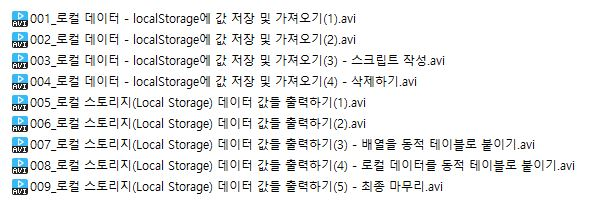 AVI 001_로컬 데이터 - localStorage에 값 저장 및 가져오기(1).avi
AVI 002_로컬 데이터 - localStorage에 값 저장 및 가져오기(2).avi
AVI 003_로컬 데이터 - localStorage에 값 저장 및 가져오기(3) - 스크립트 작성.avi
AVI 004_로컬 데이터 - localStorage에 값 저장 및 가져오기(4) - 삭제하기.avi
AVI 005_로컬 스토리지(Local Storage) 데이터 값들 출력하기(1).avi
AVI 006_로컬 스토리지(Local Storage) 데이터 값들 출력하기(2).avi
AVI 007_로컬 스토리지(Local Storage) 데이터 값들 출력하기(3) - 배열을 동적 테이블로 붙이기.avi
AVI 008_로컬 스토리지(Local Storage) 데이터 값들 출력하기(4) - 로컬 데이터를 동적 테이블로 붙이기.avi
AVI 009_로컬 스토리지(Local Storage) 데이터 값들 출력하기(5) - 최종 마무리.avi